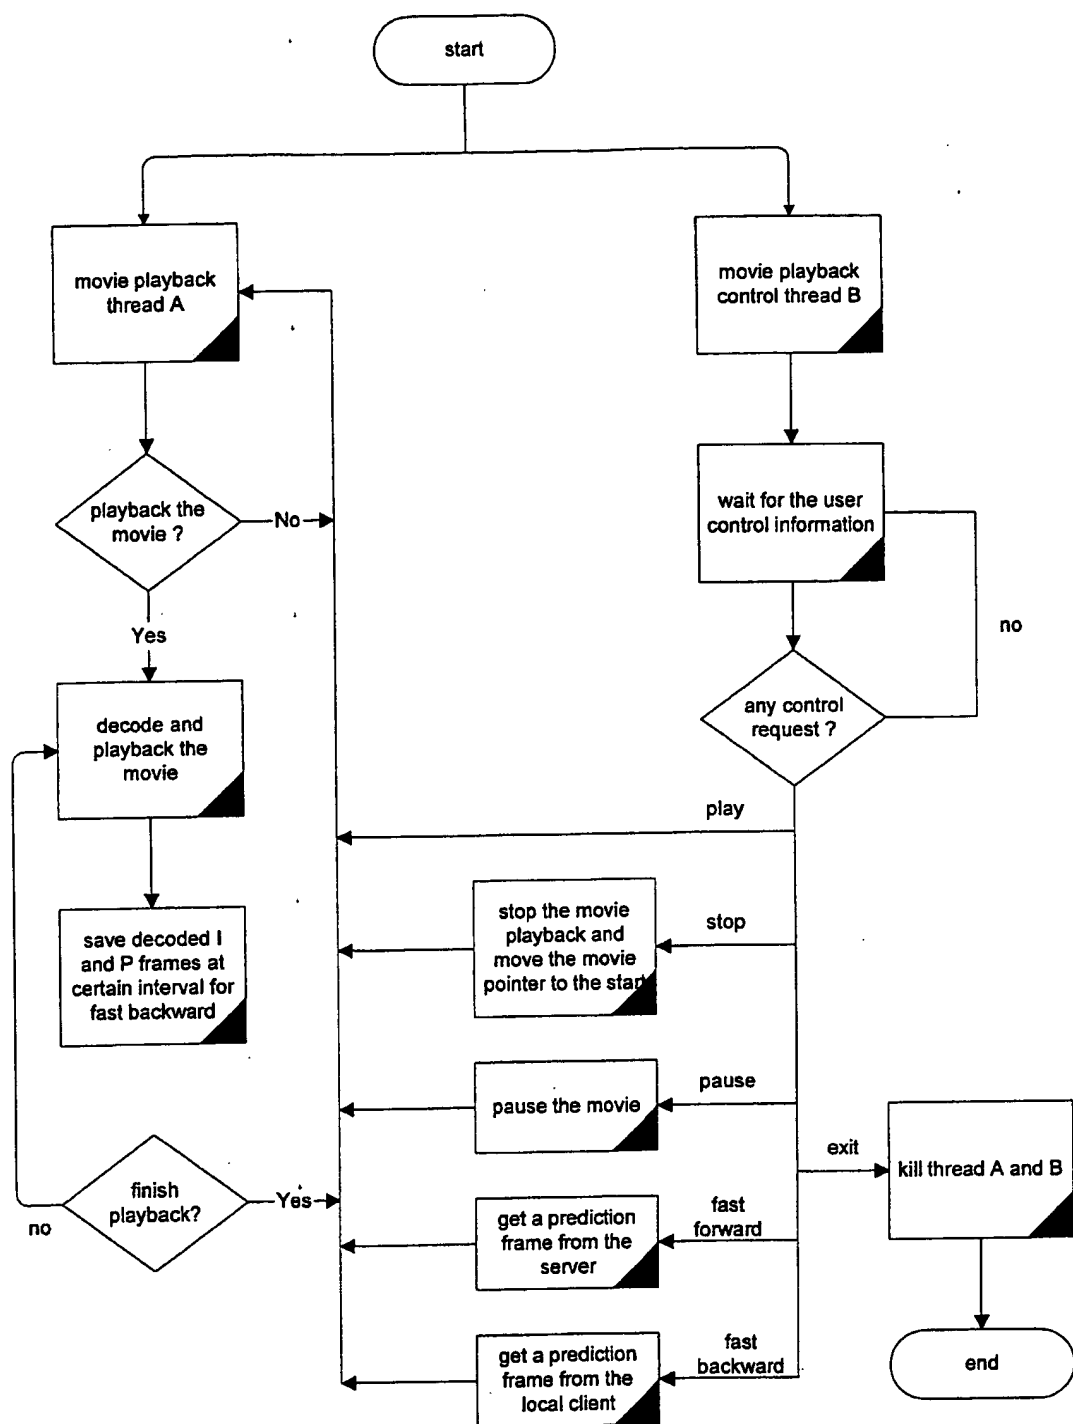 start
movie playback
thread A
movie playback
control thread B
playback the
movie ?
No
Yes
wait for the user
control information
no
any control
request ?
decode and
playback the
movie
play
save decoded I
and P frames at
certain interval for
fast backward
stop the movie
playback and
move the movie
pointer to the start
stop
pause the movie
pause
exit
kill thread A and B
finish
playback?
no
Yes
get a prediction
frame from the
server
fast
forward
get a prediction
frame from the
local client
fast
backward
end